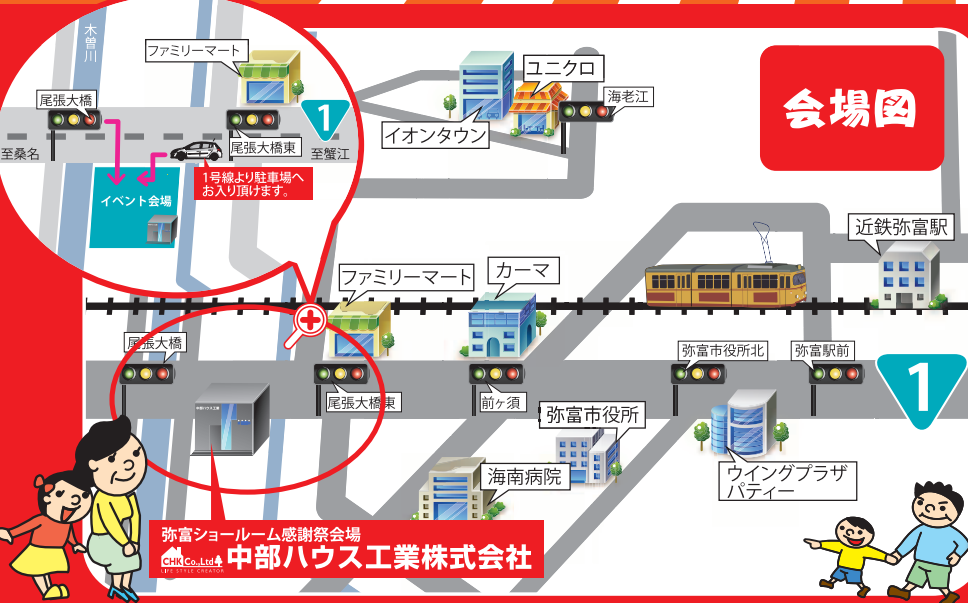 会場図
木曽川
ファミリーマート
尾張大橋
尾張大橋東
1
至桑名
至蟹江
1号線より駐車場へ
お入り頂けます。
イベント会場
ユニクロ
海老江
イオンタウン
近鉄弥富駅
ファミリーマート
カーマ
尾張大橋
弥富市役所北
弥富駅前
1
尾張大橋東
前ヶ須
中部ハウス工業
弥富市役所
海南病院
ウイングプラザ
パティー
弥富ショールーム感謝祭会場
CHK Co.,Ltd
LIFE STYLE CREATOR
中部ハウス工業株式会社